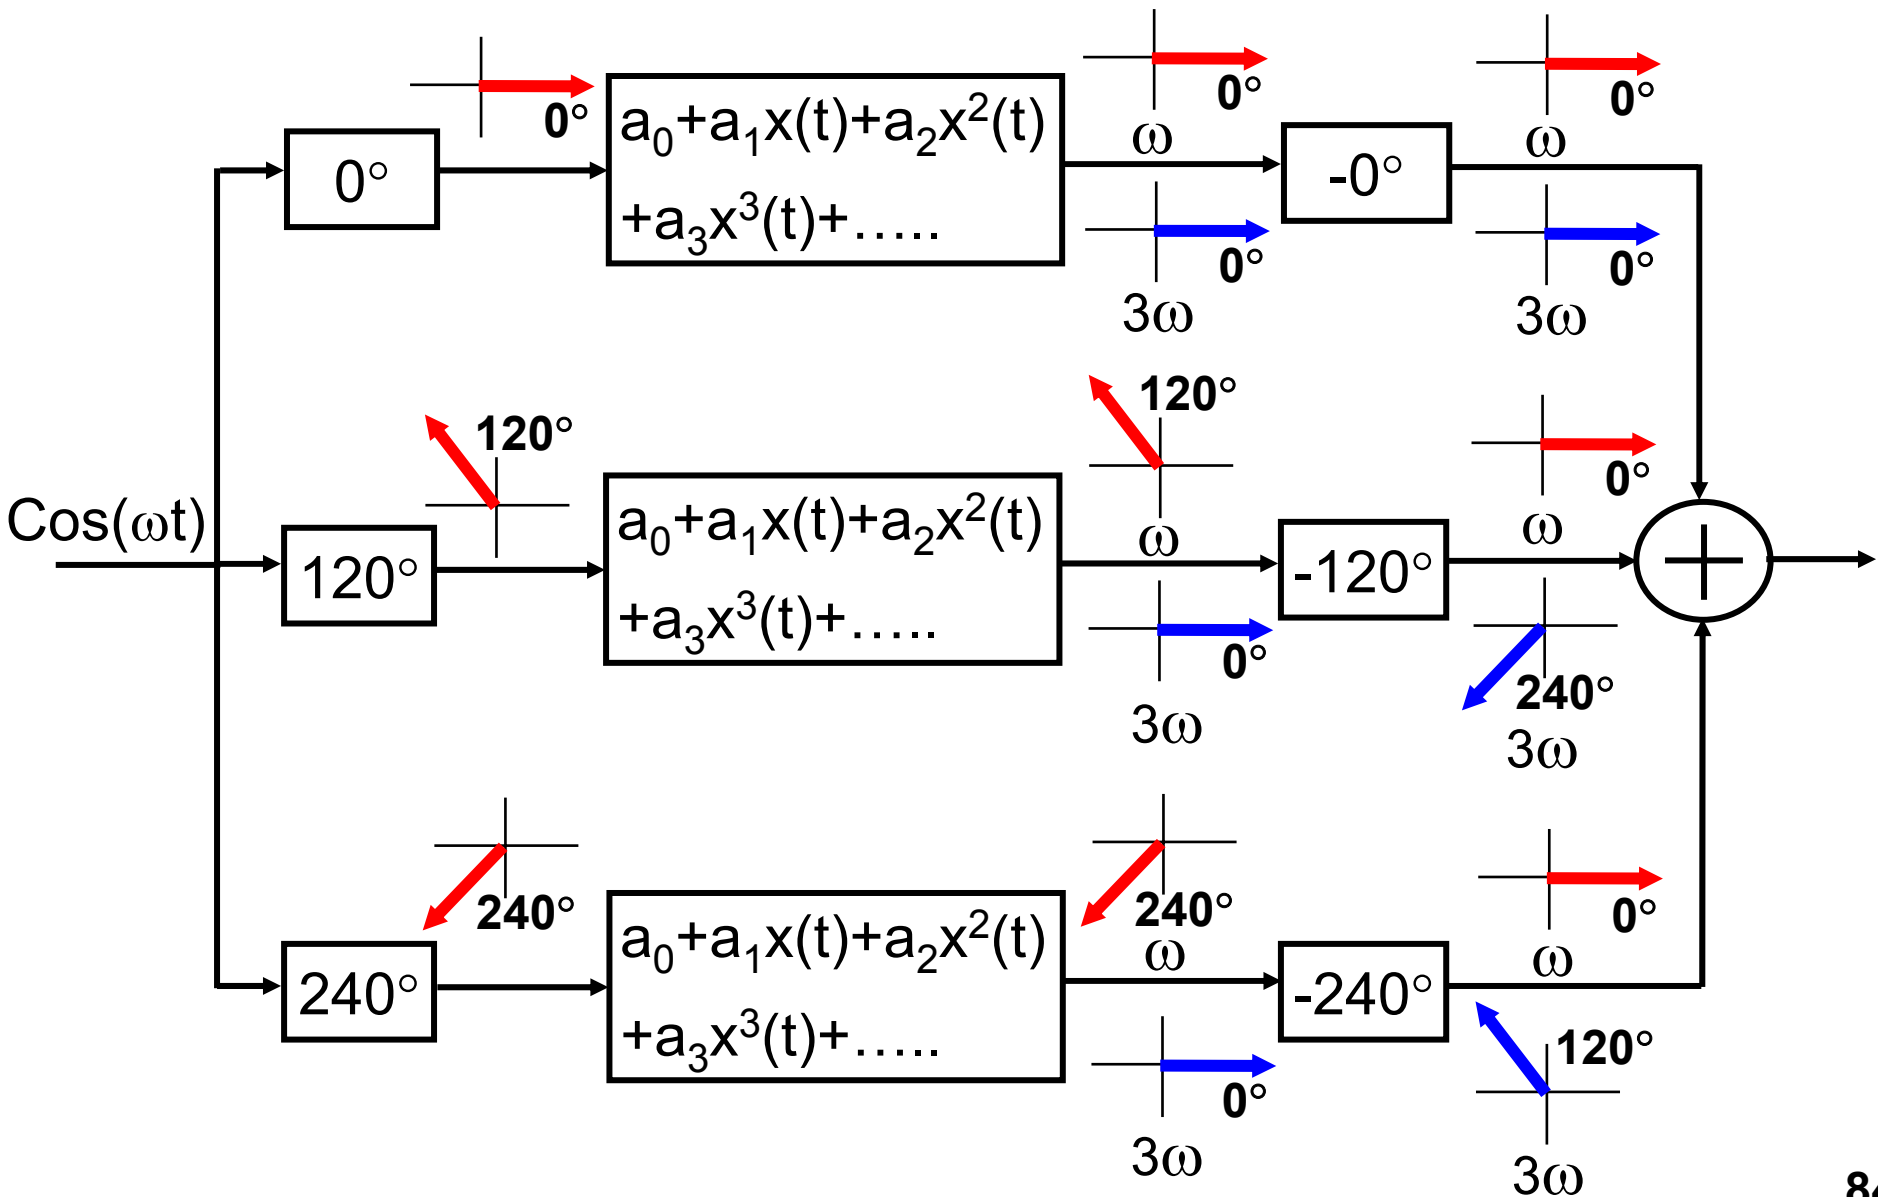 0°
0°
a₀+a₁x(t)+a₂x²(t)
+a₃x³(t)+.....
0°
ω
0°
3ω
-0°
0°
ω
0°
3ω
Cos(ωt)
120°
120°
a₀+a₁x(t)+a₂x²(t)
+a₃x³(t)+.....
120°
ω
0°
3ω
-120°
0°
ω
240°
3ω
+
240°
240°
a₀+a₁x(t)+a₂x²(t)
+a₃x³(t)+.....
240°
ω
0°
3ω
-240°
0°
ω
120°
3ω